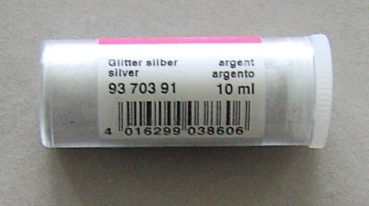 Glitter silber argent
silver argento
93 703 91 10 ml
4 016299 038606